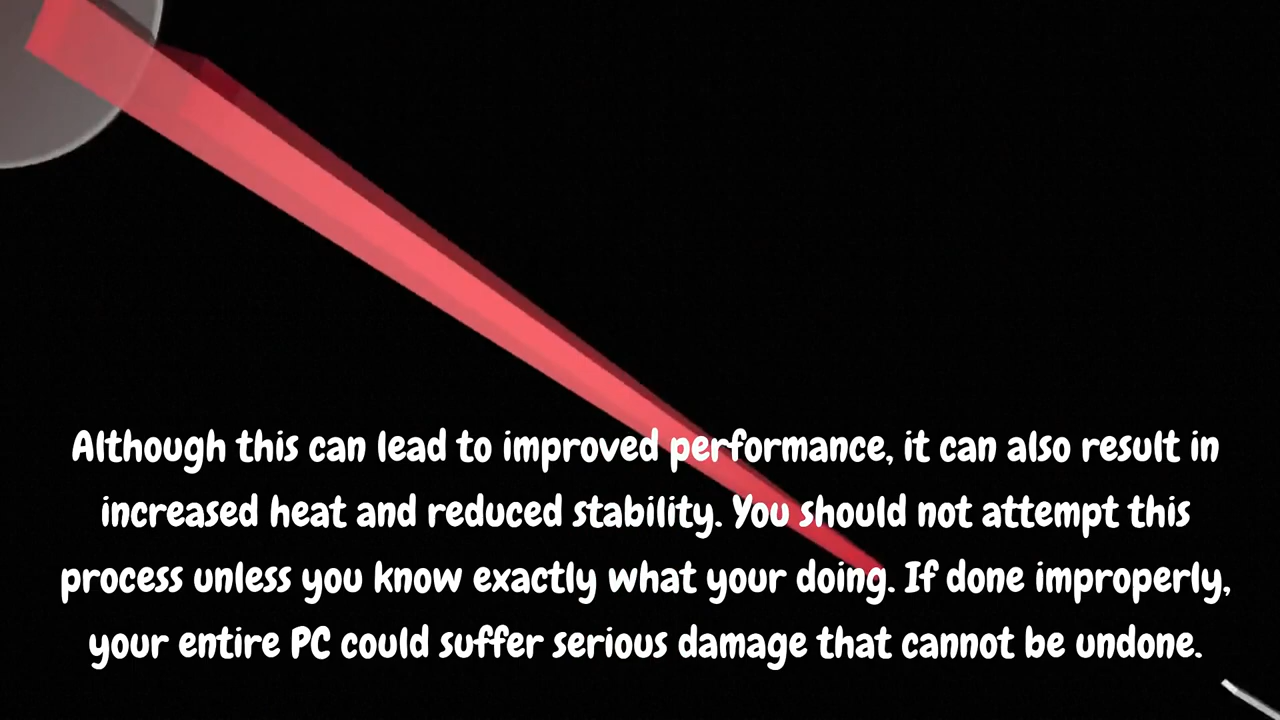 Although this can lead to improved performance, it can also result in
increased heat and reduced stability. You should not attempt this
process unless you know exactly what your doing. If done improperly,
your entire PC could suffer serious damage that cannot be undone.